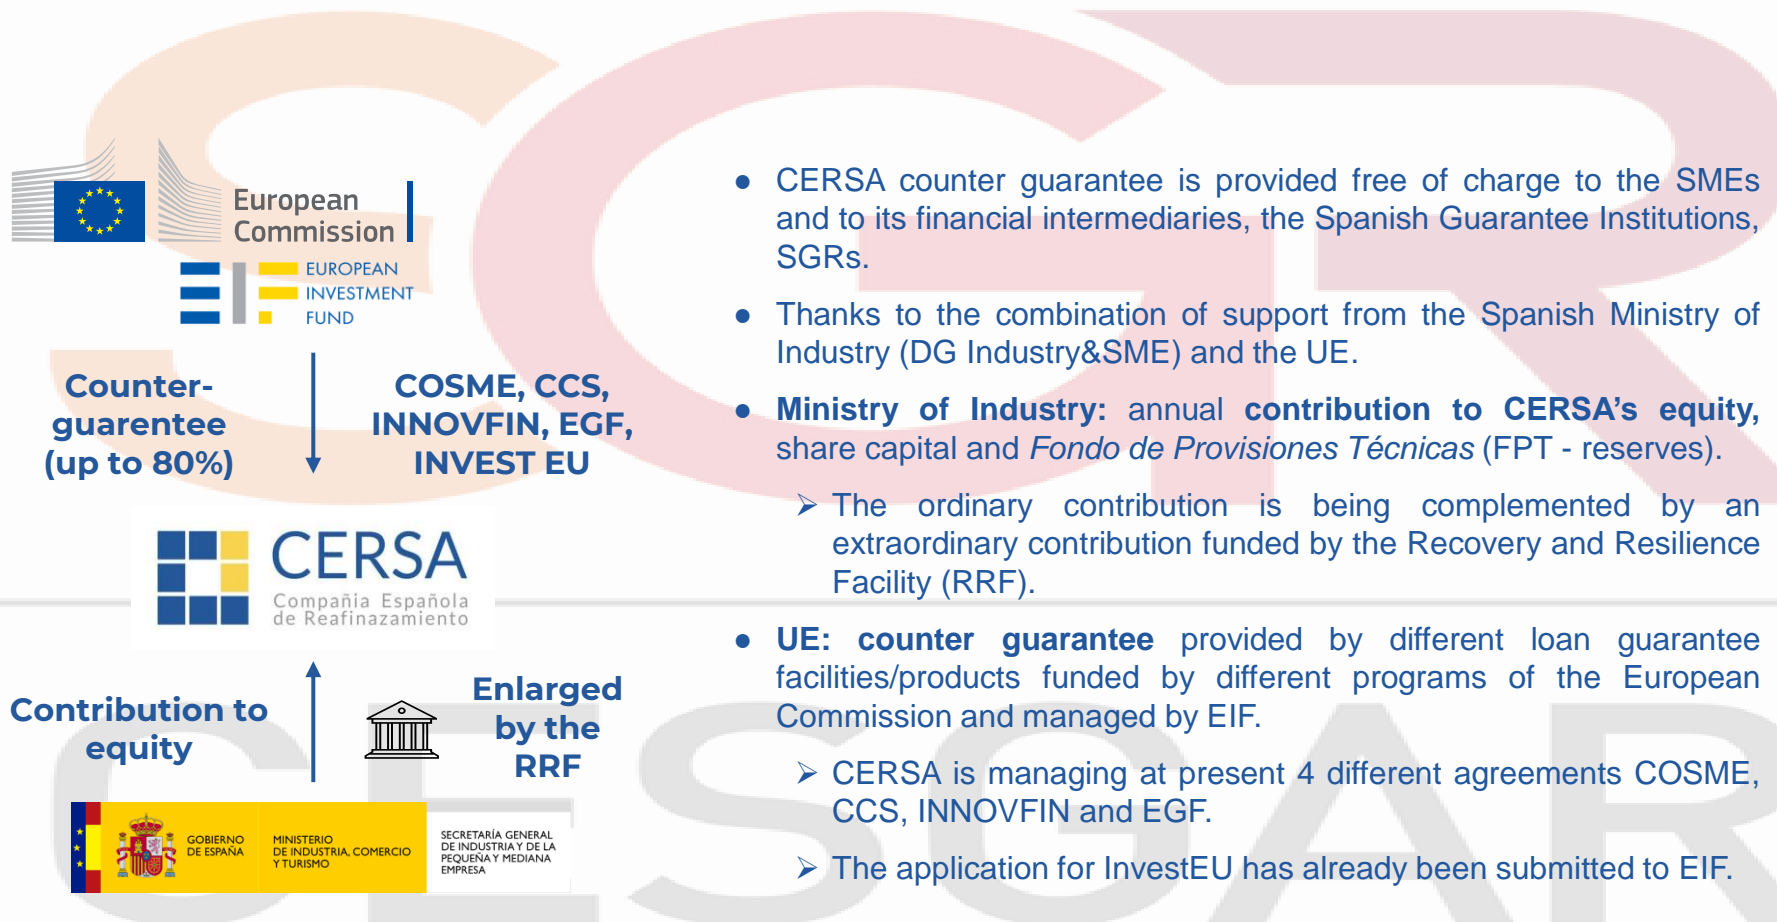 European
Commission
EUROPEAN
INVESTMENT
FUND
Counter-
guarentee
(up to 80%)
COSME, CCS,
INNOVFIN, EGF,
INVEST EU
CERSA
Compañia Española
de Reafinazamiento
Contribution to
equity
Enlarged
by the
RRF
GOBIERNO
DE ESPAÑA
MINISTERIO
DE INDUSTRIA, COMERCIO
Y TURISMO
SECRETARÍA GENERAL
DE INDUSTRIA Y DE LA
PEQUEÑA Y MEDIANA
EMPRESA
● CERSA counter guarantee is provided free of charge to the SMEs
and to its financial intermediaries, the Spanish Guarantee Institutions,
SGRs.
● Thanks to the combination of support from the Spanish Ministry of
Industry (DG Industry&SME) and the UE.
● Ministry of Industry: annual contribution to CERSA’s equity,
share capital and Fondo de Provisiones Técnicas (FPT - reserves).
➢ The ordinary contribution is being complemented by an
extraordinary contribution funded by the Recovery and Resilience
Facility (RRF).
● UE: counter guarantee provided by different loan guarantee
facilities/products funded by different programs of the European
Commission and managed by EIF.
➢ CERSA is managing at present 4 different agreements COSME,
CCS, INNOVFIN and EGF.
➢ The application for InvestEU has already been submitted to EIF.
SGR
CESGAR